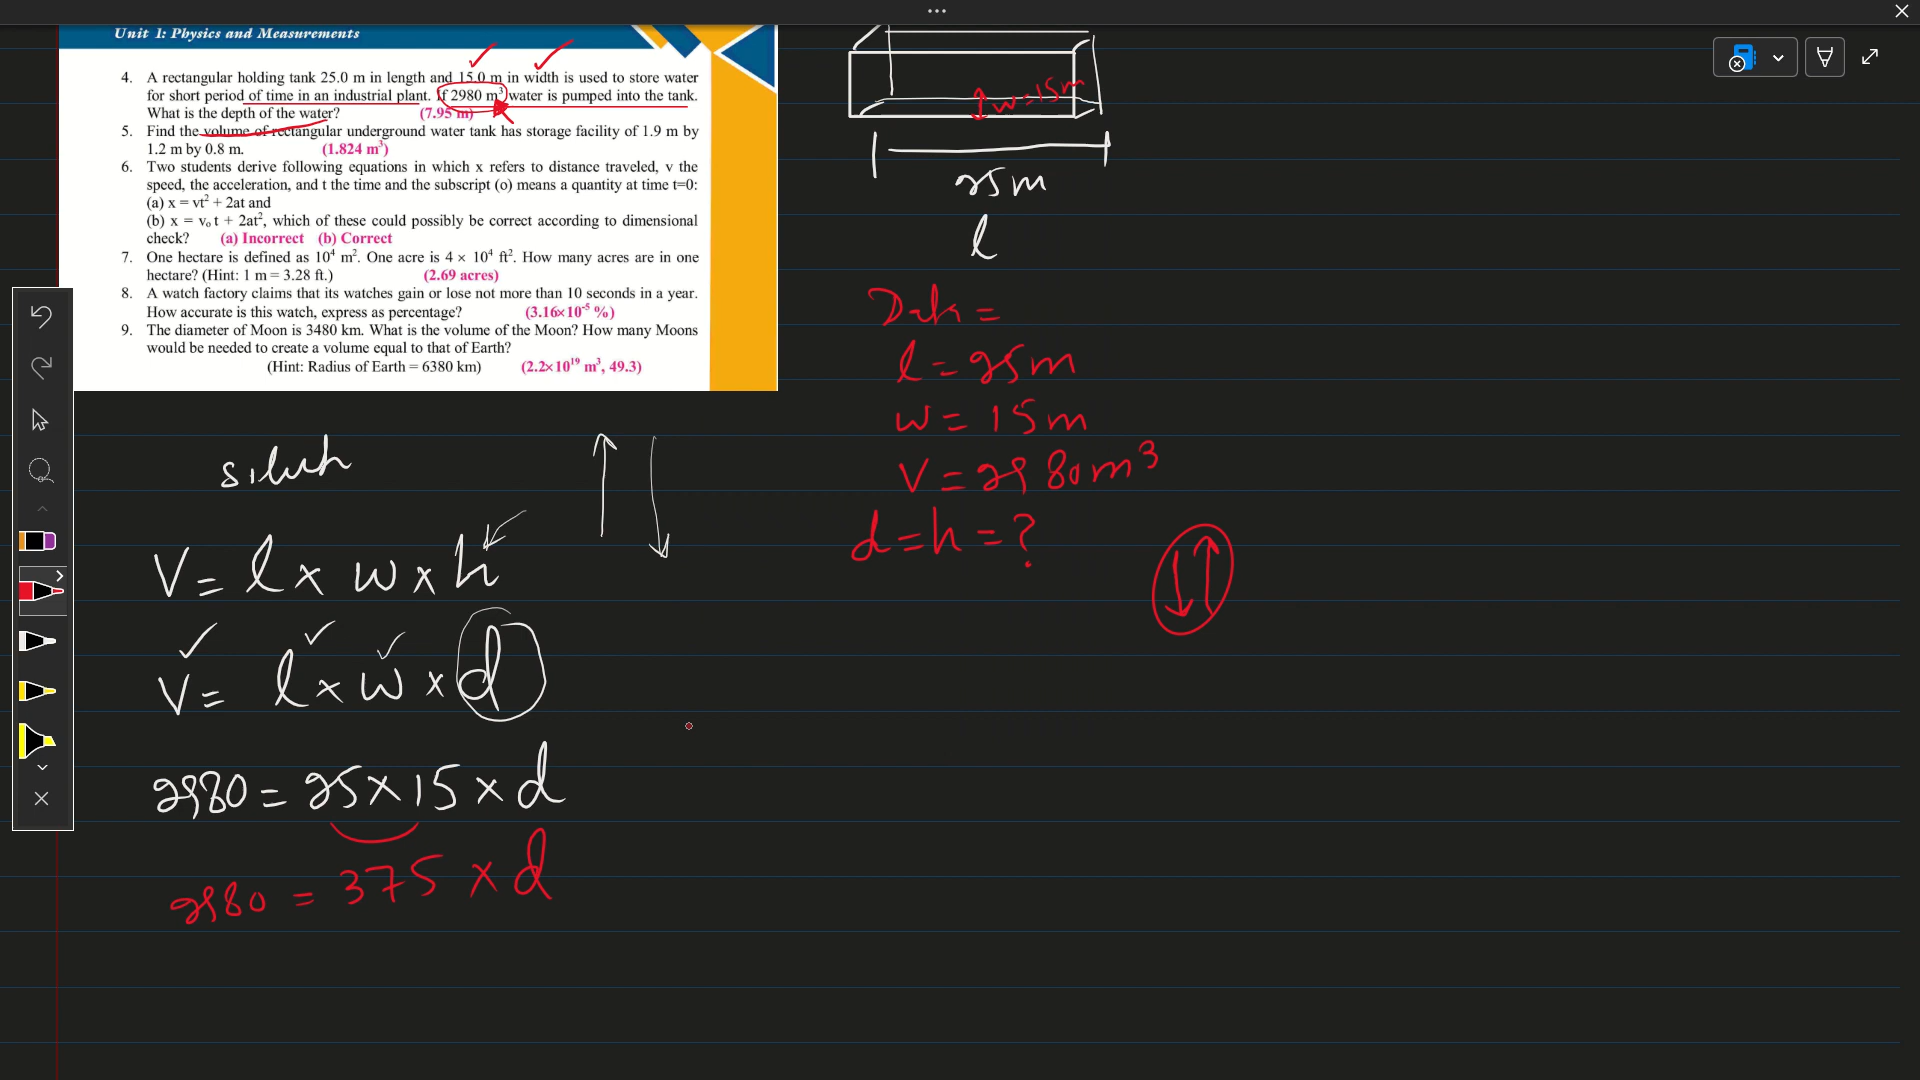 Unit 1: Physics and Measurements
4. A rectangular holding tank 25.0 m in length and 15.0 m in width is used to store water
for short period of time in an industrial plant. If 2980 m³ water is pumped into the tank.
What is the depth of the water? (7.95 m)
5. Find the volume of rectangular underground water tank has storage facility of 1.9 m by
1.2 m by 0.8 m. (1.824 m³)
6. Two students derive following equations in which x refers to distance traveled, v the
speed, the acceleration, and t the time and the subscript (o) means a quantity at time t=0:
(a) x = vt² + 2at and
(b) x = vₒ t + 2at², which of these could possibly be correct according to dimensional
check? (a) Incorrect (b) Correct
7. One hectare is defined as 10⁴ m². One acre is 4 × 10⁴ ft². How many acres are in one
hectare? (Hint: 1 m = 3.28 ft.) (2.69 acres)
8. A watch factory claims that its watches gain or lose not more than 10 seconds in a year.
How accurate is this watch, express as percentage? (3.16×10⁻⁵ %)
9. The diameter of Moon is 3480 km. What is the volume of the Moon? How many Moons
would be needed to create a volume equal to that of Earth?
(Hint: Radius of Earth = 6380 km) (2.2×10¹⁹ m³, 49.3)
w=15m
25m
l
l = 25m
w = 15m
V = 2980m³
d=h=?
V= l x w x h
V= l x w x d
2980 = 25 x 15 x d
2980 = 375 x d